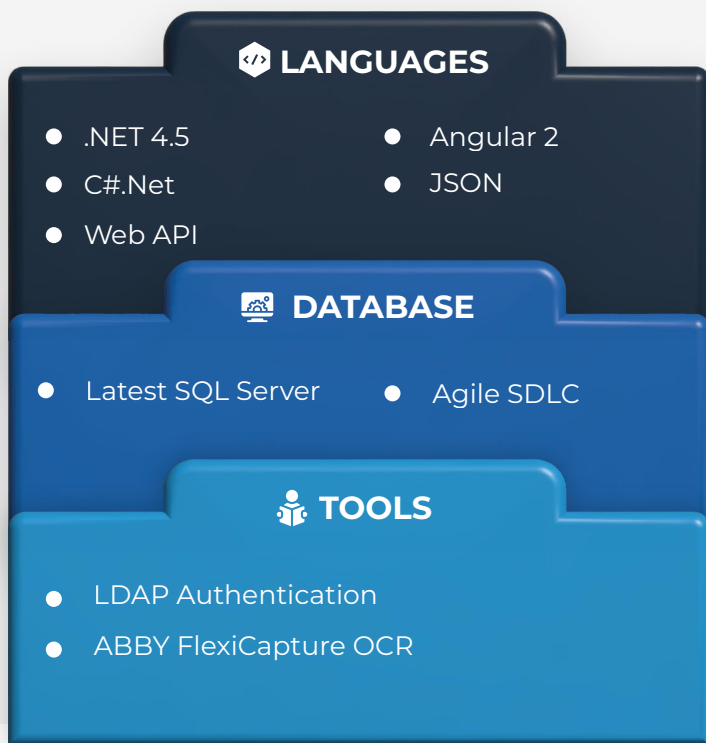 LANGUAGES
.NET 4.5
Angular 2
C#.Net
JSON
Web API
DATABASE
Latest SQL Server
Agile SDLC
TOOLS
LDAP Authentication
ABBY FlexiCapture OCR